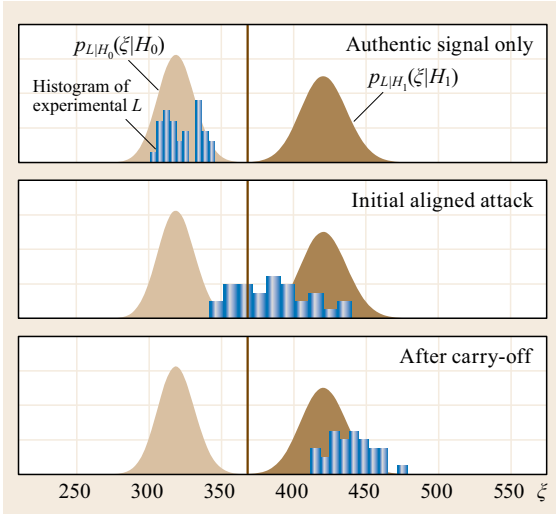 p_{L|H_0}(ξ|H_0)
Authentic signal only
Histogram of
experimental L
p_{L|H_1}(ξ|H_1)
Initial aligned attack
After carry-off
250 300 350 400 450 500 550 ξ